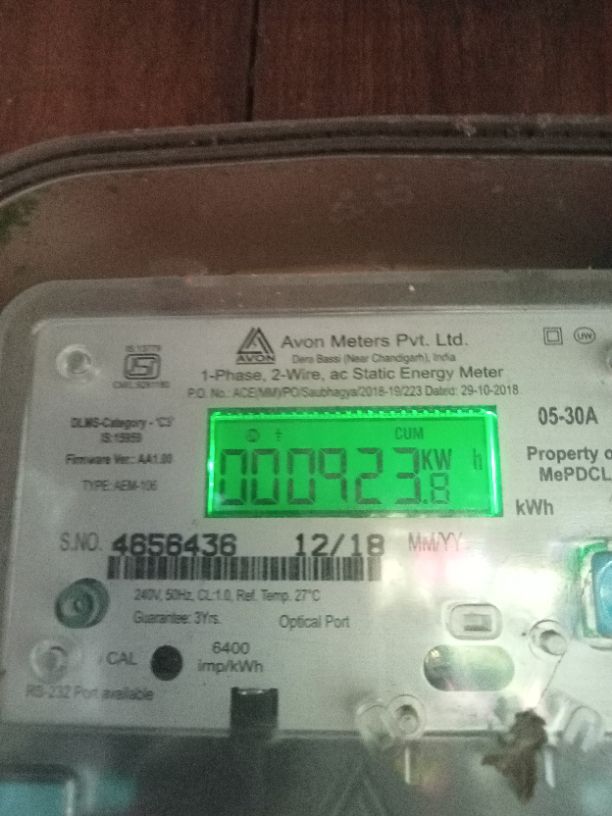 IS:13779
AVON
Avon Meters Pvt. Ltd.
Dera Bassi (Near Chandigarh), India
1-Phase, 2-Wire, ac Static Energy Meter
P.O. No.: ACE(MM)/PO/Saubhagya/2018-19/223 Dated: 29-10-2018
UW
DLMS-Category - 'C3'
IS:15959
Firmware Ver.: AA1.00
TYPE: AEM-106
CUM
000923.8 KW h
05-30A
Property o
MePDCL
kWh
S.NO. 4656436 12/18 MM/YY
240V, 50Hz, CL:1.0, Ref. Temp. 27°C
Guarantee: 3Yrs.
Optical Port
CAL
6400
imp/kWh
RS-232 Port available